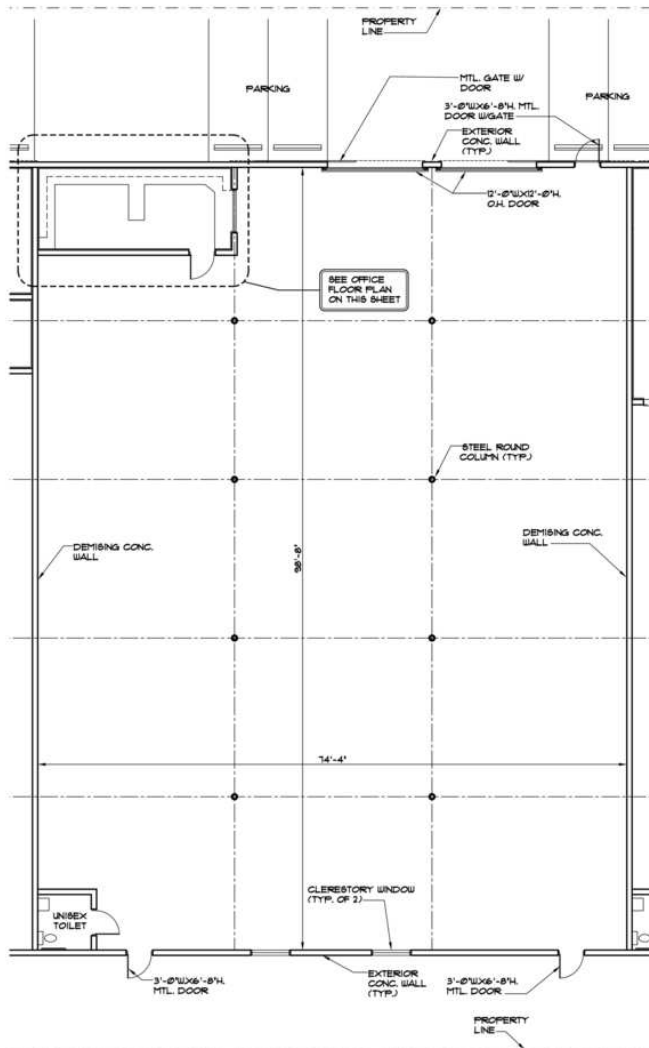 PROPERTY
LINE
PARKING
MTL. GATE W/
DOOR
PARKING
3'-0"WX6'-8"H. MTL.
DOOR W/GATE
EXTERIOR
CONC. WALL
(TYP.)
12'-0"WX12'-0"H.
O.H. DOOR
SEE OFFICE
FLOOR PLAN
ON THIS SHEET
STEEL ROUND
COLUMN (TYP.)
DEMISING CONC.
WALL
DEMISING CONC.
WALL
98'-8"
74'-4"
CLERESTORY WINDOW
(TYP. OF 2)
UNISEX
TOILET
3'-0"WX6'-8"H.
MTL. DOOR
EXTERIOR
CONC. WALL
(TYP.)
3'-0"WX6'-8"H.
MTL. DOOR
PROPERTY
LINE